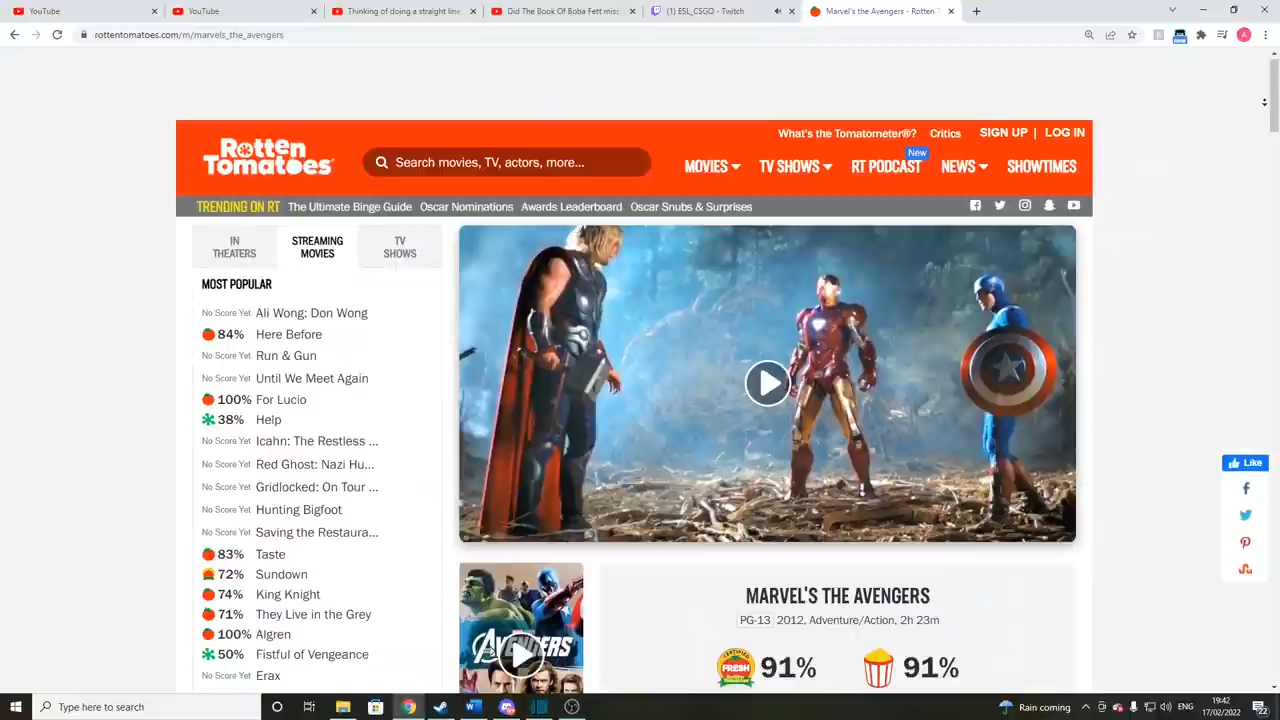 YouTube
YouTube
Thinking of doing a straight line
Did The Book Of Boba Fett miss
(1) ESL_CSGO - Twitch
Marvel's the Avengers - Rotten T
rottentomatoes.com/m/marvels_the_avengers
What's the Tomatometer®? Critics SIGN UP | LOG IN
Rotten
Tomatoes
Search movies, TV, actors, more...
New
MOVIES TV SHOWS RT PODCAST NEWS SHOWTIMES
TRENDING ON RT The Ultimate Binge Guide Oscar Nominations Awards Leaderboard Oscar Snubs & Surprises
IN
THEATERS
STREAMING
MOVIES
TV
SHOWS
MOST POPULAR
No Score Yet Ali Wong: Don Wong
84% Here Before
No Score Yet Run & Gun
No Score Yet Until We Meet Again
100% For Lucio
38% Help
No Score Yet Icahn: The Restless ...
No Score Yet Red Ghost: Nazi Hu...
No Score Yet Gridlocked: On Tour ...
No Score Yet Hunting Bigfoot
No Score Yet Saving the Restaura...
83% Taste
72% Sundown
74% King Knight
71% They Live in the Grey
100% Algren
50% Fistful of Vengeance
No Score Yet Erax
Like
AVENGERS
MARVEL'S THE AVENGERS
PG-13 2012, Adventure/Action, 2h 23m
CERTIFIED
FRESH
91% 91%
Type here to search
Rain coming
ENG
19:42
17/02/2022
22